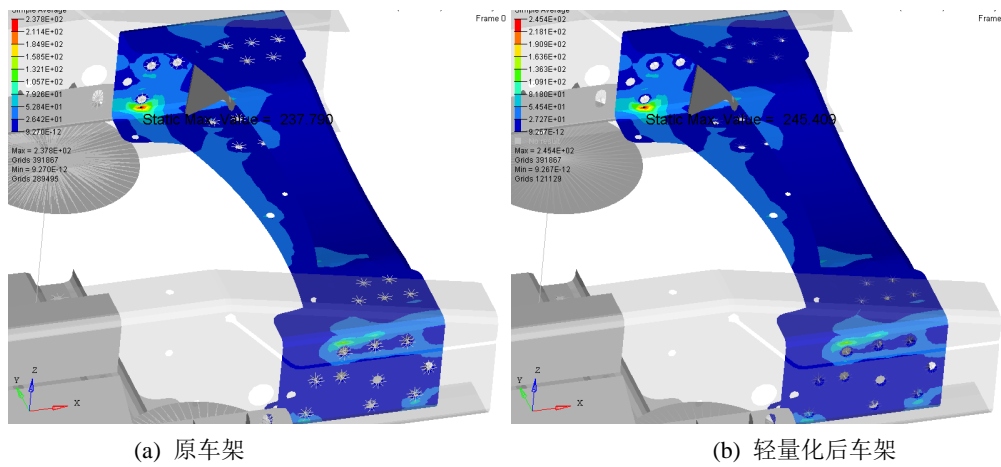 Simple Average
2.378E+02
2.114E+02
1.849E+02
1.585E+02
1.321E+02
1.057E+02
7.926E+01
5.284E+01
2.642E+01
9.270E-12
Max = 2.378E+02
Grids 391867
Min = 9.270E-12
Grids 289495
Frame 0
Static Max. Value = 237.790
Z
Y
X
(a) 原车架
Simple Average
2.454E+02
2.181E+02
1.909E+02
1.636E+02
1.363E+02
1.091E+02
8.180E+01
5.454E+01
2.727E+01
9.267E-12
Max = 2.454E+02
Grids 391867
Min = 9.267E-12
Grids 121129
Frame
Static Max. Value = 245.409
Z
Y
X
(b) 轻量化后车架